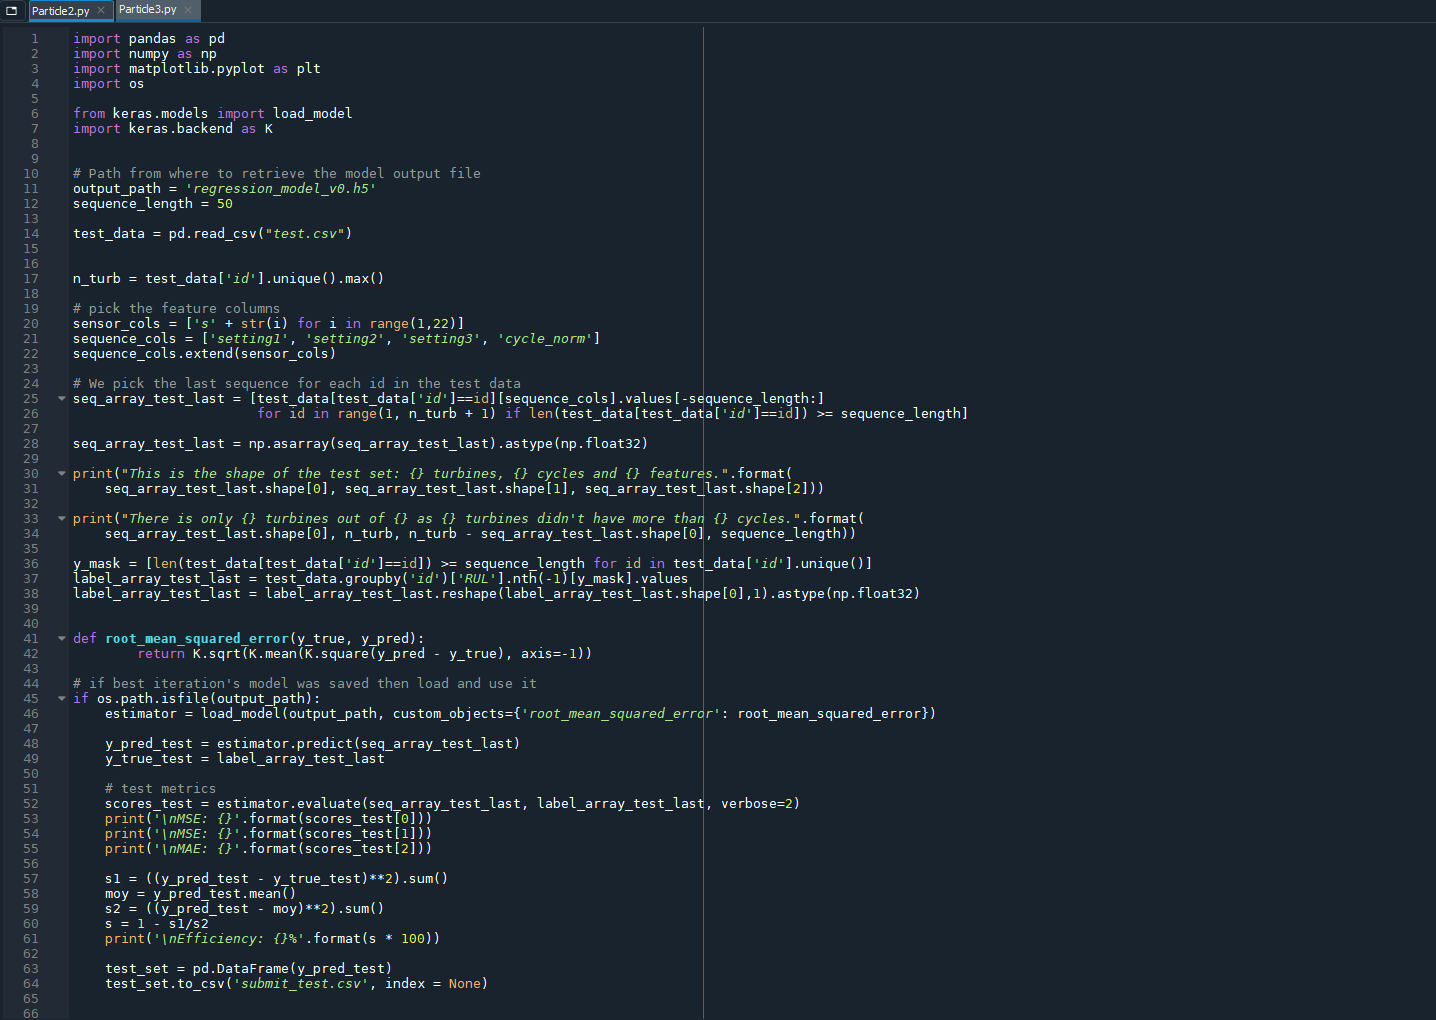 Particle2.py ×
Particle3.py ×
1 import pandas as pd
2 import numpy as np
3 import matplotlib.pyplot as plt
4 import os
5
6 from keras.models import load_model
7 import keras.backend as K
8
9
10 # Path from where to retrieve the model output file
11 output_path = 'regression_model_v0.h5'
12 sequence_length = 50
13
14 test_data = pd.read_csv("test.csv")
15
16
17 n_turb = test_data['id'].unique().max()
18
19 # pick the feature columns
20 sensor_cols = ['s' + str(i) for i in range(1,22)]
21 sequence_cols = ['setting1', 'setting2', 'setting3', 'cycle_norm']
22 sequence_cols.extend(sensor_cols)
23
24 # We pick the last sequence for each id in the test data
25 seq_array_test_last = [test_data[test_data['id']==id][sequence_cols].values[-sequence_length:]
26                        for id in range(1, n_turb + 1) if len(test_data[test_data['id']==id]) >= sequence_length]
27
28 seq_array_test_last = np.asarray(seq_array_test_last).astype(np.float32)
29
30 print("This is the shape of the test set: {} turbines, {} cycles and {} features.".format(
31     seq_array_test_last.shape[0], seq_array_test_last.shape[1], seq_array_test_last.shape[2]))
32
33 print("There is only {} turbines out of {} as {} turbines didn't have more than {} cycles.".format(
34     seq_array_test_last.shape[0], n_turb, n_turb - seq_array_test_last.shape[0], sequence_length))
35
36 y_mask = [len(test_data[test_data['id']==id]) >= sequence_length for id in test_data['id'].unique()]
37 label_array_test_last = test_data.groupby('id')['RUL'].nth(-1)[y_mask].values
38 label_array_test_last = label_array_test_last.reshape(label_array_test_last.shape[0],1).astype(np.float32)
39
40
41 def root_mean_squared_error(y_true, y_pred):
42         return K.sqrt(K.mean(K.square(y_pred - y_true), axis=-1))
43
44 # if best iteration's model was saved then load and use it
45 if os.path.isfile(output_path):
46     estimator = load_model(output_path, custom_objects={'root_mean_squared_error': root_mean_squared_error})
47
48     y_pred_test = estimator.predict(seq_array_test_last)
49     y_true_test = label_array_test_last
50
51     # test metrics
52     scores_test = estimator.evaluate(seq_array_test_last, label_array_test_last, verbose=2)
53     print('\nMSE: {}'.format(scores_test[0]))
54     print('\nMSE: {}'.format(scores_test[1]))
55     print('\nMAE: {}'.format(scores_test[2]))
56
57     s1 = ((y_pred_test - y_true_test)**2).sum()
58     moy = y_pred_test.mean()
59     s2 = ((y_pred_test - moy)**2).sum()
60     s = 1 - s1/s2
61     print('\nEfficiency: {}%'.format(s * 100))
62
63     test_set = pd.DataFrame(y_pred_test)
64     test_set.to_csv('submit_test.csv', index = None)
65
66